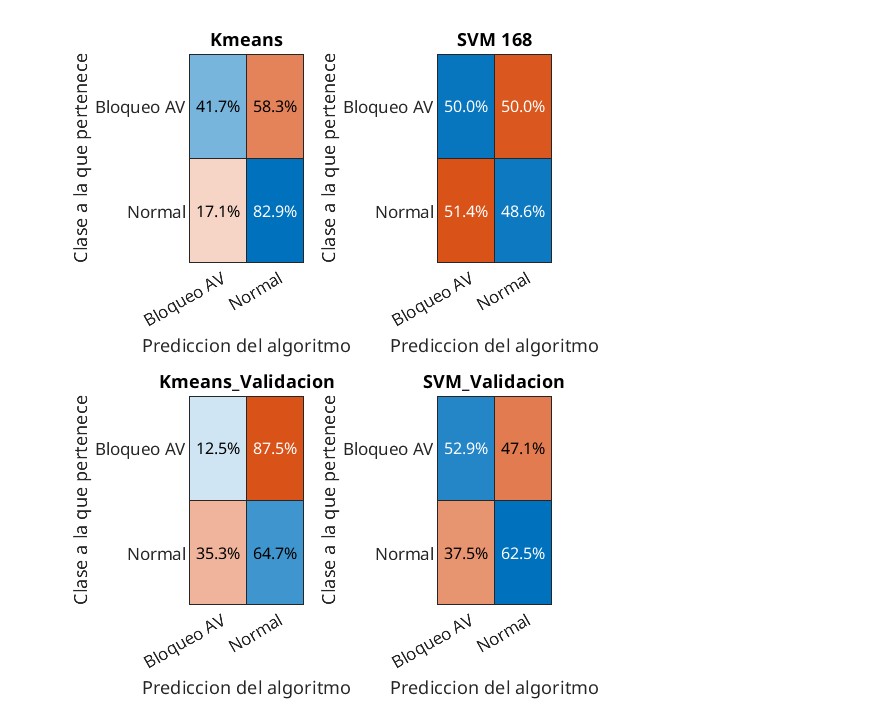 Kmeans
Clase a la que pertenece
Bloqueo AV
41.7%
58.3%
Normal
17.1%
82.9%
Bloqueo AV
Normal
Prediccion del algoritmo
SVM 168
Clase a la que pertenece
Bloqueo AV
50.0%
50.0%
Normal
51.4%
48.6%
Bloqueo AV
Normal
Prediccion del algoritmo
Kmeans_Validacion
Clase a la que pertenece
Bloqueo AV
12.5%
87.5%
Normal
35.3%
64.7%
Bloqueo AV
Normal
Prediccion del algoritmo
SVM_Validacion
Clase a la que pertenece
Bloqueo AV
52.9%
47.1%
Normal
37.5%
62.5%
Bloqueo AV
Normal
Prediccion del algoritmo